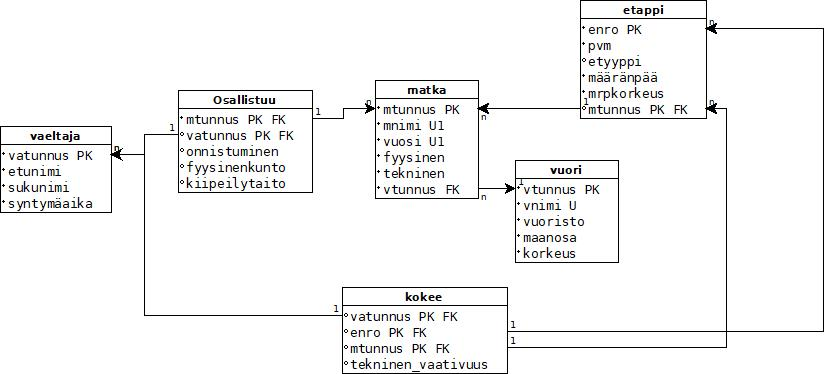 etappi
enro PK
pvm
etyyppi
määränpää
mrpkorkeus
mtunnus PK FK
n
1
n
Osallistuu
mtunnus PK FK
vatunnus PK FK
onnistuminen
fyysinenkunto
kiipeilytaito
1
1
matka
mtunnus PK
mnimi U1
vuosi U1
fyysinen
tekninen
vtunnus FK
n
n
n
vaeltaja
vatunnus PK
etunimi
sukunimi
syntymäaika
n
vuori
vtunnus PK
vnimi U
vuoristo
maanosa
korkeus
1
kokee
vatunnus PK FK
enro PK FK
mtunnus PK FK
tekninen_vaativuus
1
1
1